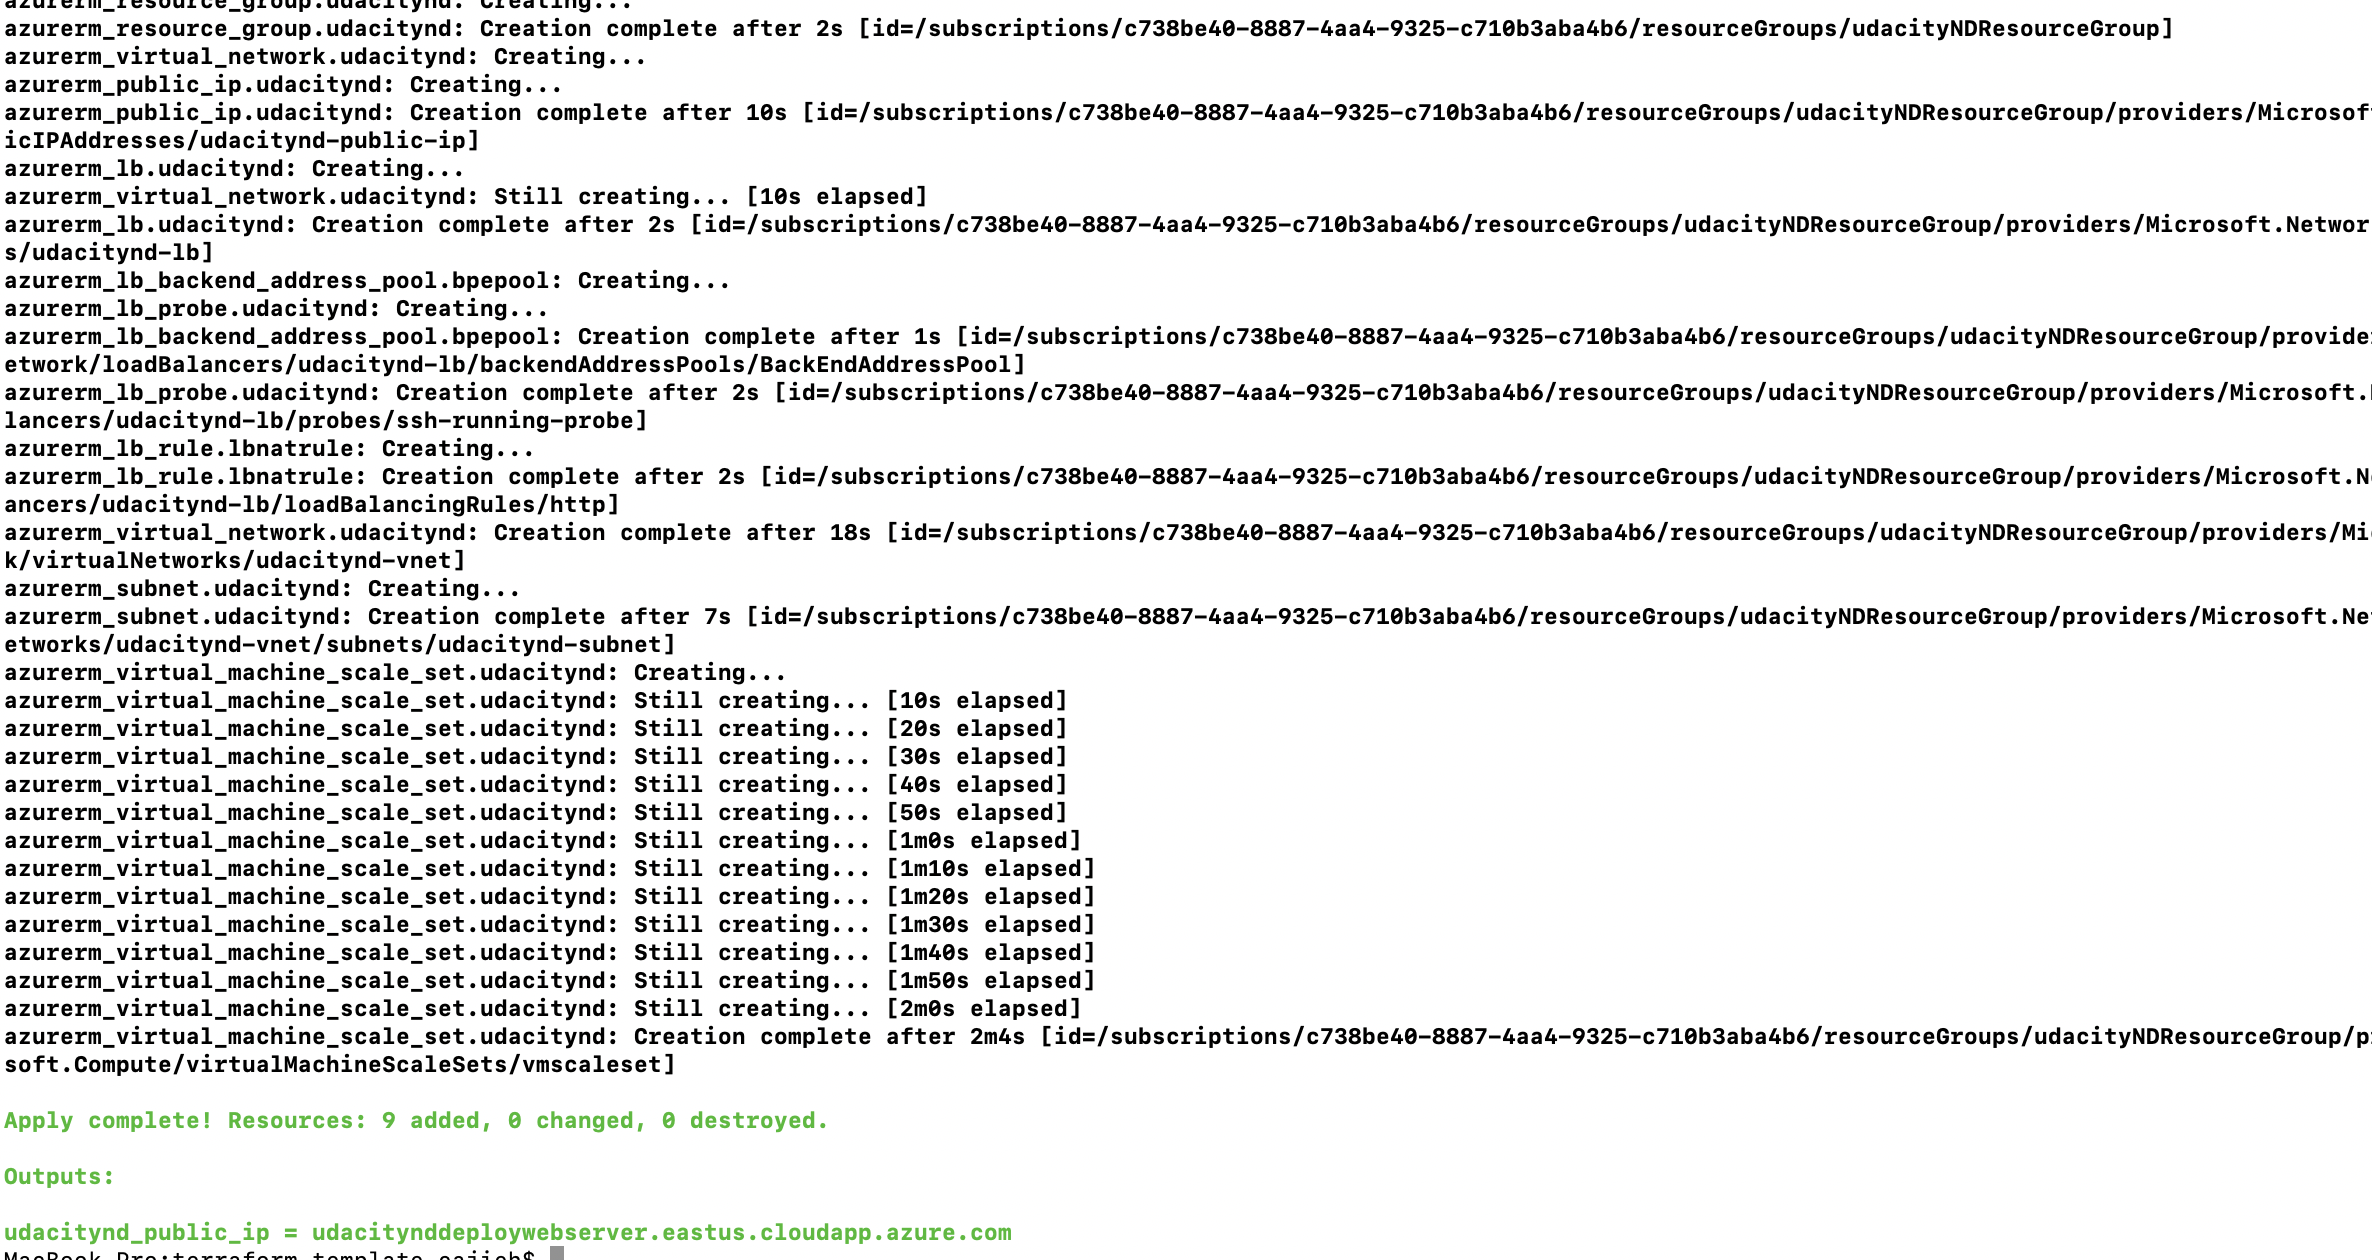 azurerm_resource_group.udacitynd: Creating...
azurerm_resource_group.udacitynd: Creation complete after 2s [id=/subscriptions/c738be40-8887-4aa4-9325-c710b3aba4b6/resourceGroups/udacityNDResourceGroup]
azurerm_virtual_network.udacitynd: Creating...
azurerm_public_ip.udacitynd: Creating...
azurerm_public_ip.udacitynd: Creation complete after 10s [id=/subscriptions/c738be40-8887-4aa4-9325-c710b3aba4b6/resourceGroups/udacityNDResourceGroup/providers/Microsof
icIPAddresses/udacitynd-public-ip]
azurerm_lb.udacitynd: Creating...
azurerm_virtual_network.udacitynd: Still creating... [10s elapsed]
azurerm_lb.udacitynd: Creation complete after 2s [id=/subscriptions/c738be40-8887-4aa4-9325-c710b3aba4b6/resourceGroups/udacityNDResourceGroup/providers/Microsoft.Networ
s/udacitynd-lb]
azurerm_lb_backend_address_pool.bpepool: Creating...
azurerm_lb_probe.udacitynd: Creating...
azurerm_lb_backend_address_pool.bpepool: Creation complete after 1s [id=/subscriptions/c738be40-8887-4aa4-9325-c710b3aba4b6/resourceGroups/udacityNDResourceGroup/provide
etwork/loadBalancers/udacitynd-lb/backendAddressPools/BackEndAddressPool]
azurerm_lb_probe.udacitynd: Creation complete after 2s [id=/subscriptions/c738be40-8887-4aa4-9325-c710b3aba4b6/resourceGroups/udacityNDResourceGroup/providers/Microsoft.
lancers/udacitynd-lb/probes/ssh-running-probe]
azurerm_lb_rule.lbnatrule: Creating...
azurerm_lb_rule.lbnatrule: Creation complete after 2s [id=/subscriptions/c738be40-8887-4aa4-9325-c710b3aba4b6/resourceGroups/udacityNDResourceGroup/providers/Microsoft.N
ancers/udacitynd-lb/loadBalancingRules/http]
azurerm_virtual_network.udacitynd: Creation complete after 18s [id=/subscriptions/c738be40-8887-4aa4-9325-c710b3aba4b6/resourceGroups/udacityNDResourceGroup/providers/Mi
k/virtualNetworks/udacitynd-vnet]
azurerm_subnet.udacitynd: Creating...
azurerm_subnet.udacitynd: Creation complete after 7s [id=/subscriptions/c738be40-8887-4aa4-9325-c710b3aba4b6/resourceGroups/udacityNDResourceGroup/providers/Microsoft.Ne
etworks/udacitynd-vnet/subnets/udacitynd-subnet]
azurerm_virtual_machine_scale_set.udacitynd: Creating...
azurerm_virtual_machine_scale_set.udacitynd: Still creating... [10s elapsed]
azurerm_virtual_machine_scale_set.udacitynd: Still creating... [20s elapsed]
azurerm_virtual_machine_scale_set.udacitynd: Still creating... [30s elapsed]
azurerm_virtual_machine_scale_set.udacitynd: Still creating... [40s elapsed]
azurerm_virtual_machine_scale_set.udacitynd: Still creating... [50s elapsed]
azurerm_virtual_machine_scale_set.udacitynd: Still creating... [1m0s elapsed]
azurerm_virtual_machine_scale_set.udacitynd: Still creating... [1m10s elapsed]
azurerm_virtual_machine_scale_set.udacitynd: Still creating... [1m20s elapsed]
azurerm_virtual_machine_scale_set.udacitynd: Still creating... [1m30s elapsed]
azurerm_virtual_machine_scale_set.udacitynd: Still creating... [1m40s elapsed]
azurerm_virtual_machine_scale_set.udacitynd: Still creating... [1m50s elapsed]
azurerm_virtual_machine_scale_set.udacitynd: Still creating... [2m0s elapsed]
azurerm_virtual_machine_scale_set.udacitynd: Creation complete after 2m4s [id=/subscriptions/c738be40-8887-4aa4-9325-c710b3aba4b6/resourceGroups/udacityNDResourceGroup/p
soft.Compute/virtualMachineScaleSets/vmscaleset]
Apply complete! Resources: 9 added, 0 changed, 0 destroyed.
Outputs:
udacitynd_public_ip = udacitynddeploywebserver.eastus.cloudapp.azure.com